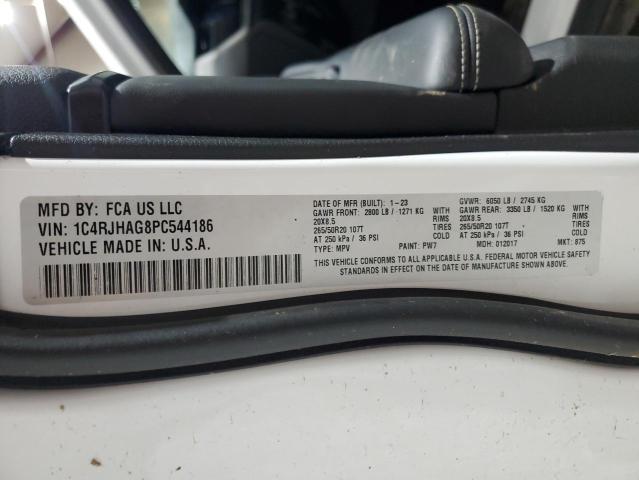 MFD BY: FCA US LLC
VIN: 1C4RJHAG8PC544186
VEHICLE MADE IN: U.S.A.
DATE OF MFR (BUILT): 1-23 GVWR: 6050 LB / 2745 KG
GAWR FRONT: 2800 LB / 1271 KG WITH GAWR REAR: 3350 LB / 1520 KG WITH
20X8.5 RIMS 20X8.5 RIMS
265/50R20 107T TIRES 265/50R20 107T TIRES
AT 250 kPa / 36 PSI COLD AT 250 kPa / 36 PSI COLD
TYPE: MPV PAINT: PW7 MDH: 012017 MKT: 875
THIS VEHICLE CONFORMS TO ALL APPLICABLE U.S.A. FEDERAL MOTOR VEHICLE SAFETY
STANDARDS IN EFFECT ON THE DATE OF MANUFACTURE SHOWN ABOVE.